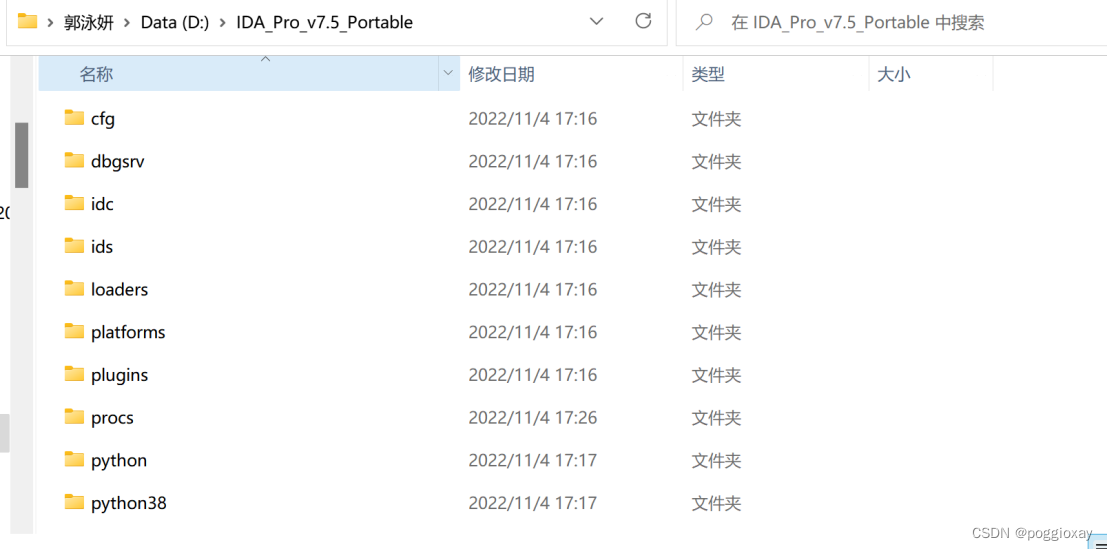 郭泳妍 Data (D:) IDA_Pro_v7.5_Portable 在 IDA_Pro_v7.5_Portable 中搜索
名称 修改日期 类型 大小
cfg 2022/11/4 17:16 文件夹
dbgsrv 2022/11/4 17:16 文件夹
idc 2022/11/4 17:16 文件夹
ids 2022/11/4 17:16 文件夹
loaders 2022/11/4 17:16 文件夹
platforms 2022/11/4 17:16 文件夹
plugins 2022/11/4 17:16 文件夹
procs 2022/11/4 17:26 文件夹
python 2022/11/4 17:17 文件夹
python38 2022/11/4 17:17 文件夹
CSDN @poggioxay